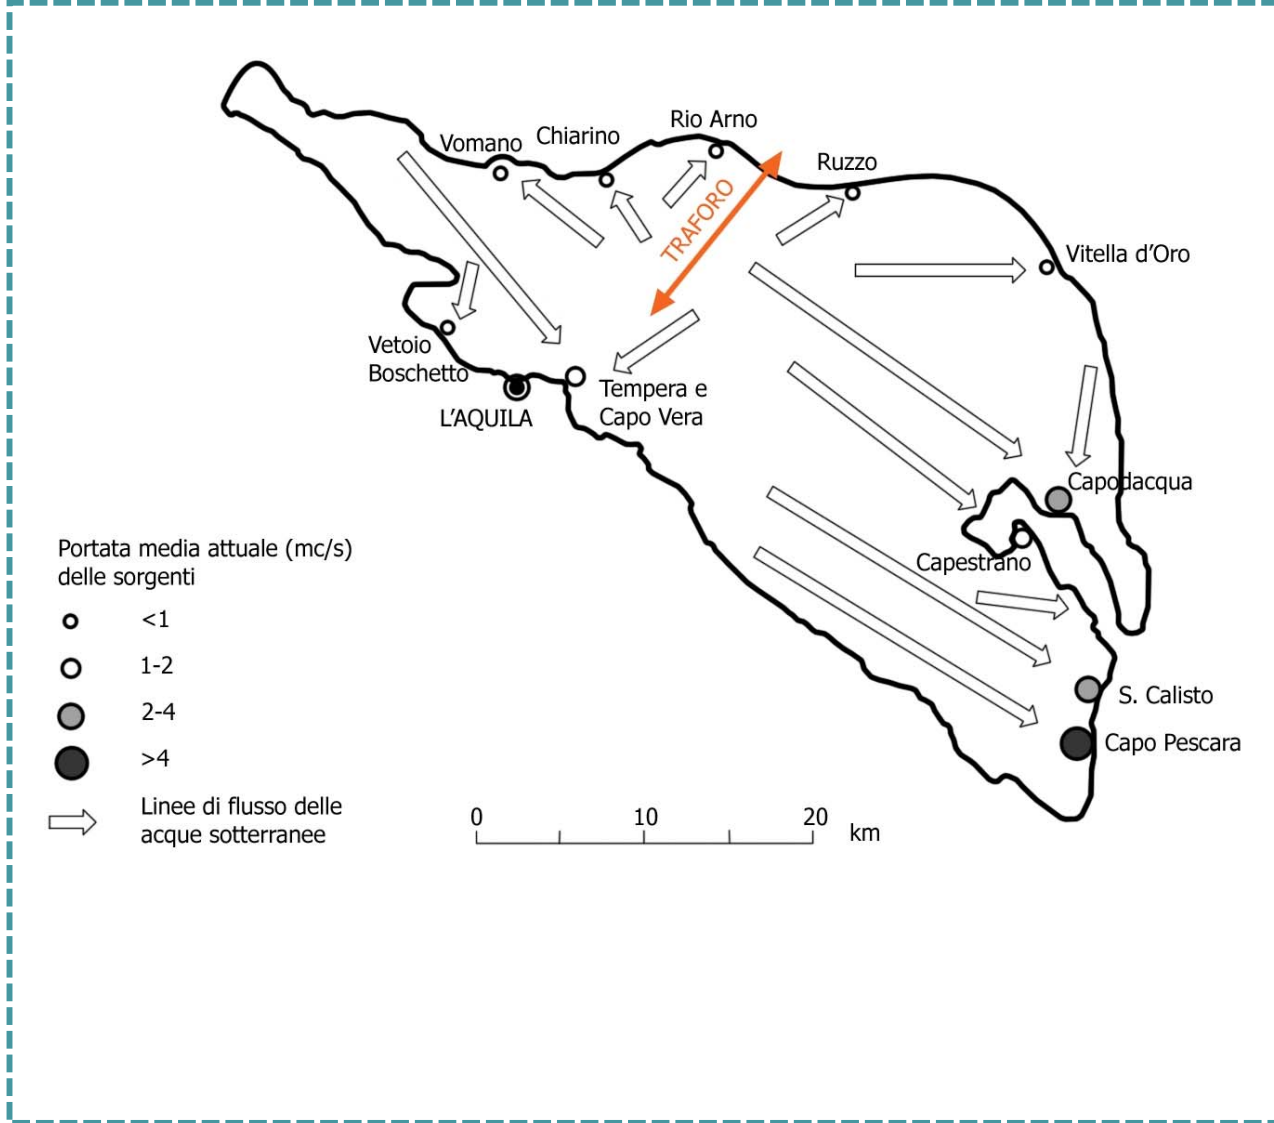 Rio Arno
Chiarino
Vomano
Ruzzo
TRAFORO
Vitella d'Oro
Vetoio
Boschetto
Tempera e
Capo Vera
L'AQUILA
Capodacqua
Capestrano
Portata media attuale (mc/s)
delle sorgenti
<1
1-2
2-4
>4
Linee di flusso delle
acque sotterranee
S. Calisto
Capo Pescara
0 10 20
km